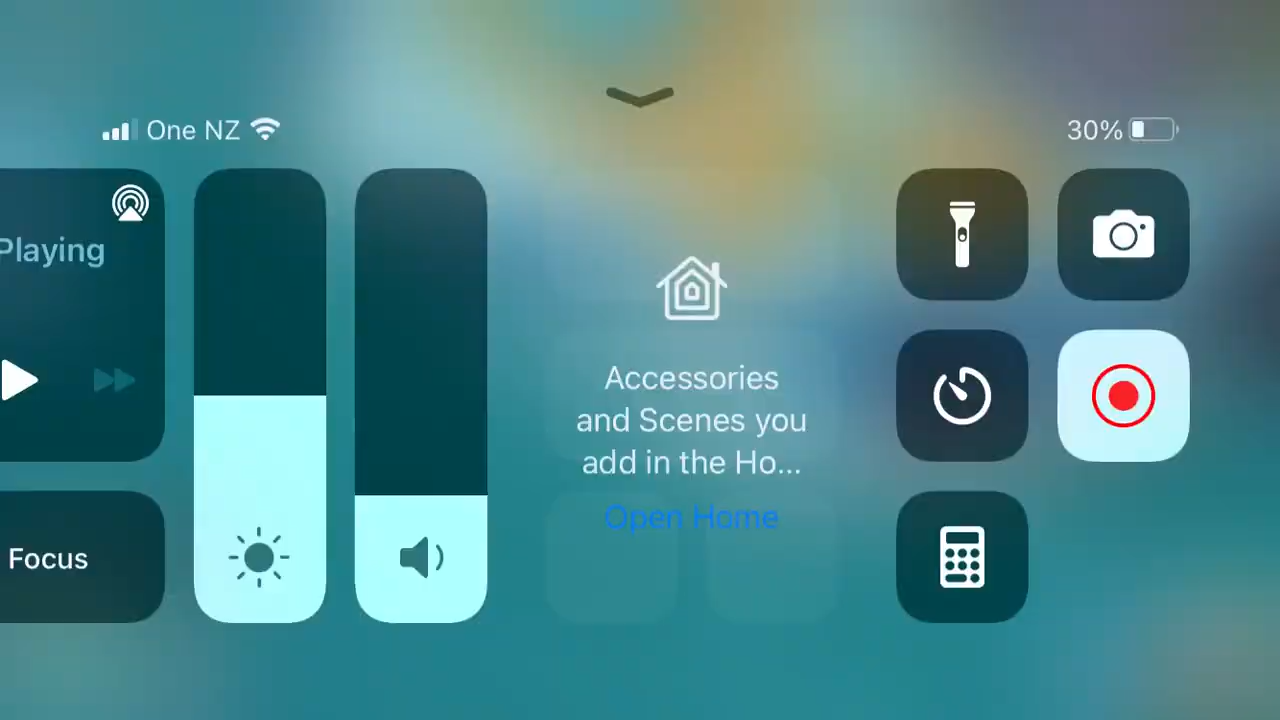 One NZ
30%
Playing
Accessories
and Scenes you
add in the Ho...
Open Home
Focus